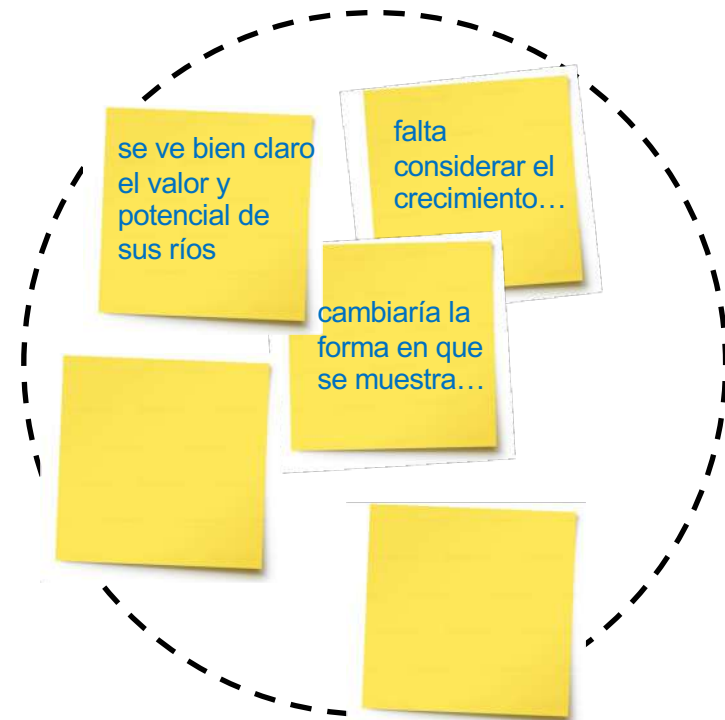 se ve bien claro
el valor y
potencial de
sus ríos
falta
considerar el
crecimiento…
cambiaría la
forma en que
se muestra…